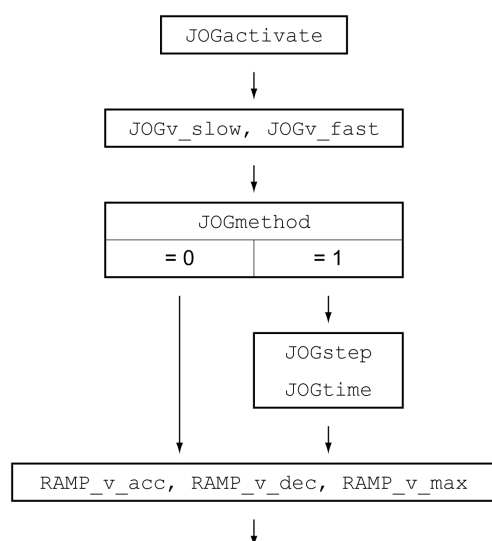 JOGactivate
JOGv_slow, JOGv_fast
JOGmethod
= 0 = 1
JOGstep
JOGtime
RAMP_v_acc, RAMP_v_dec, RAMP_v_max